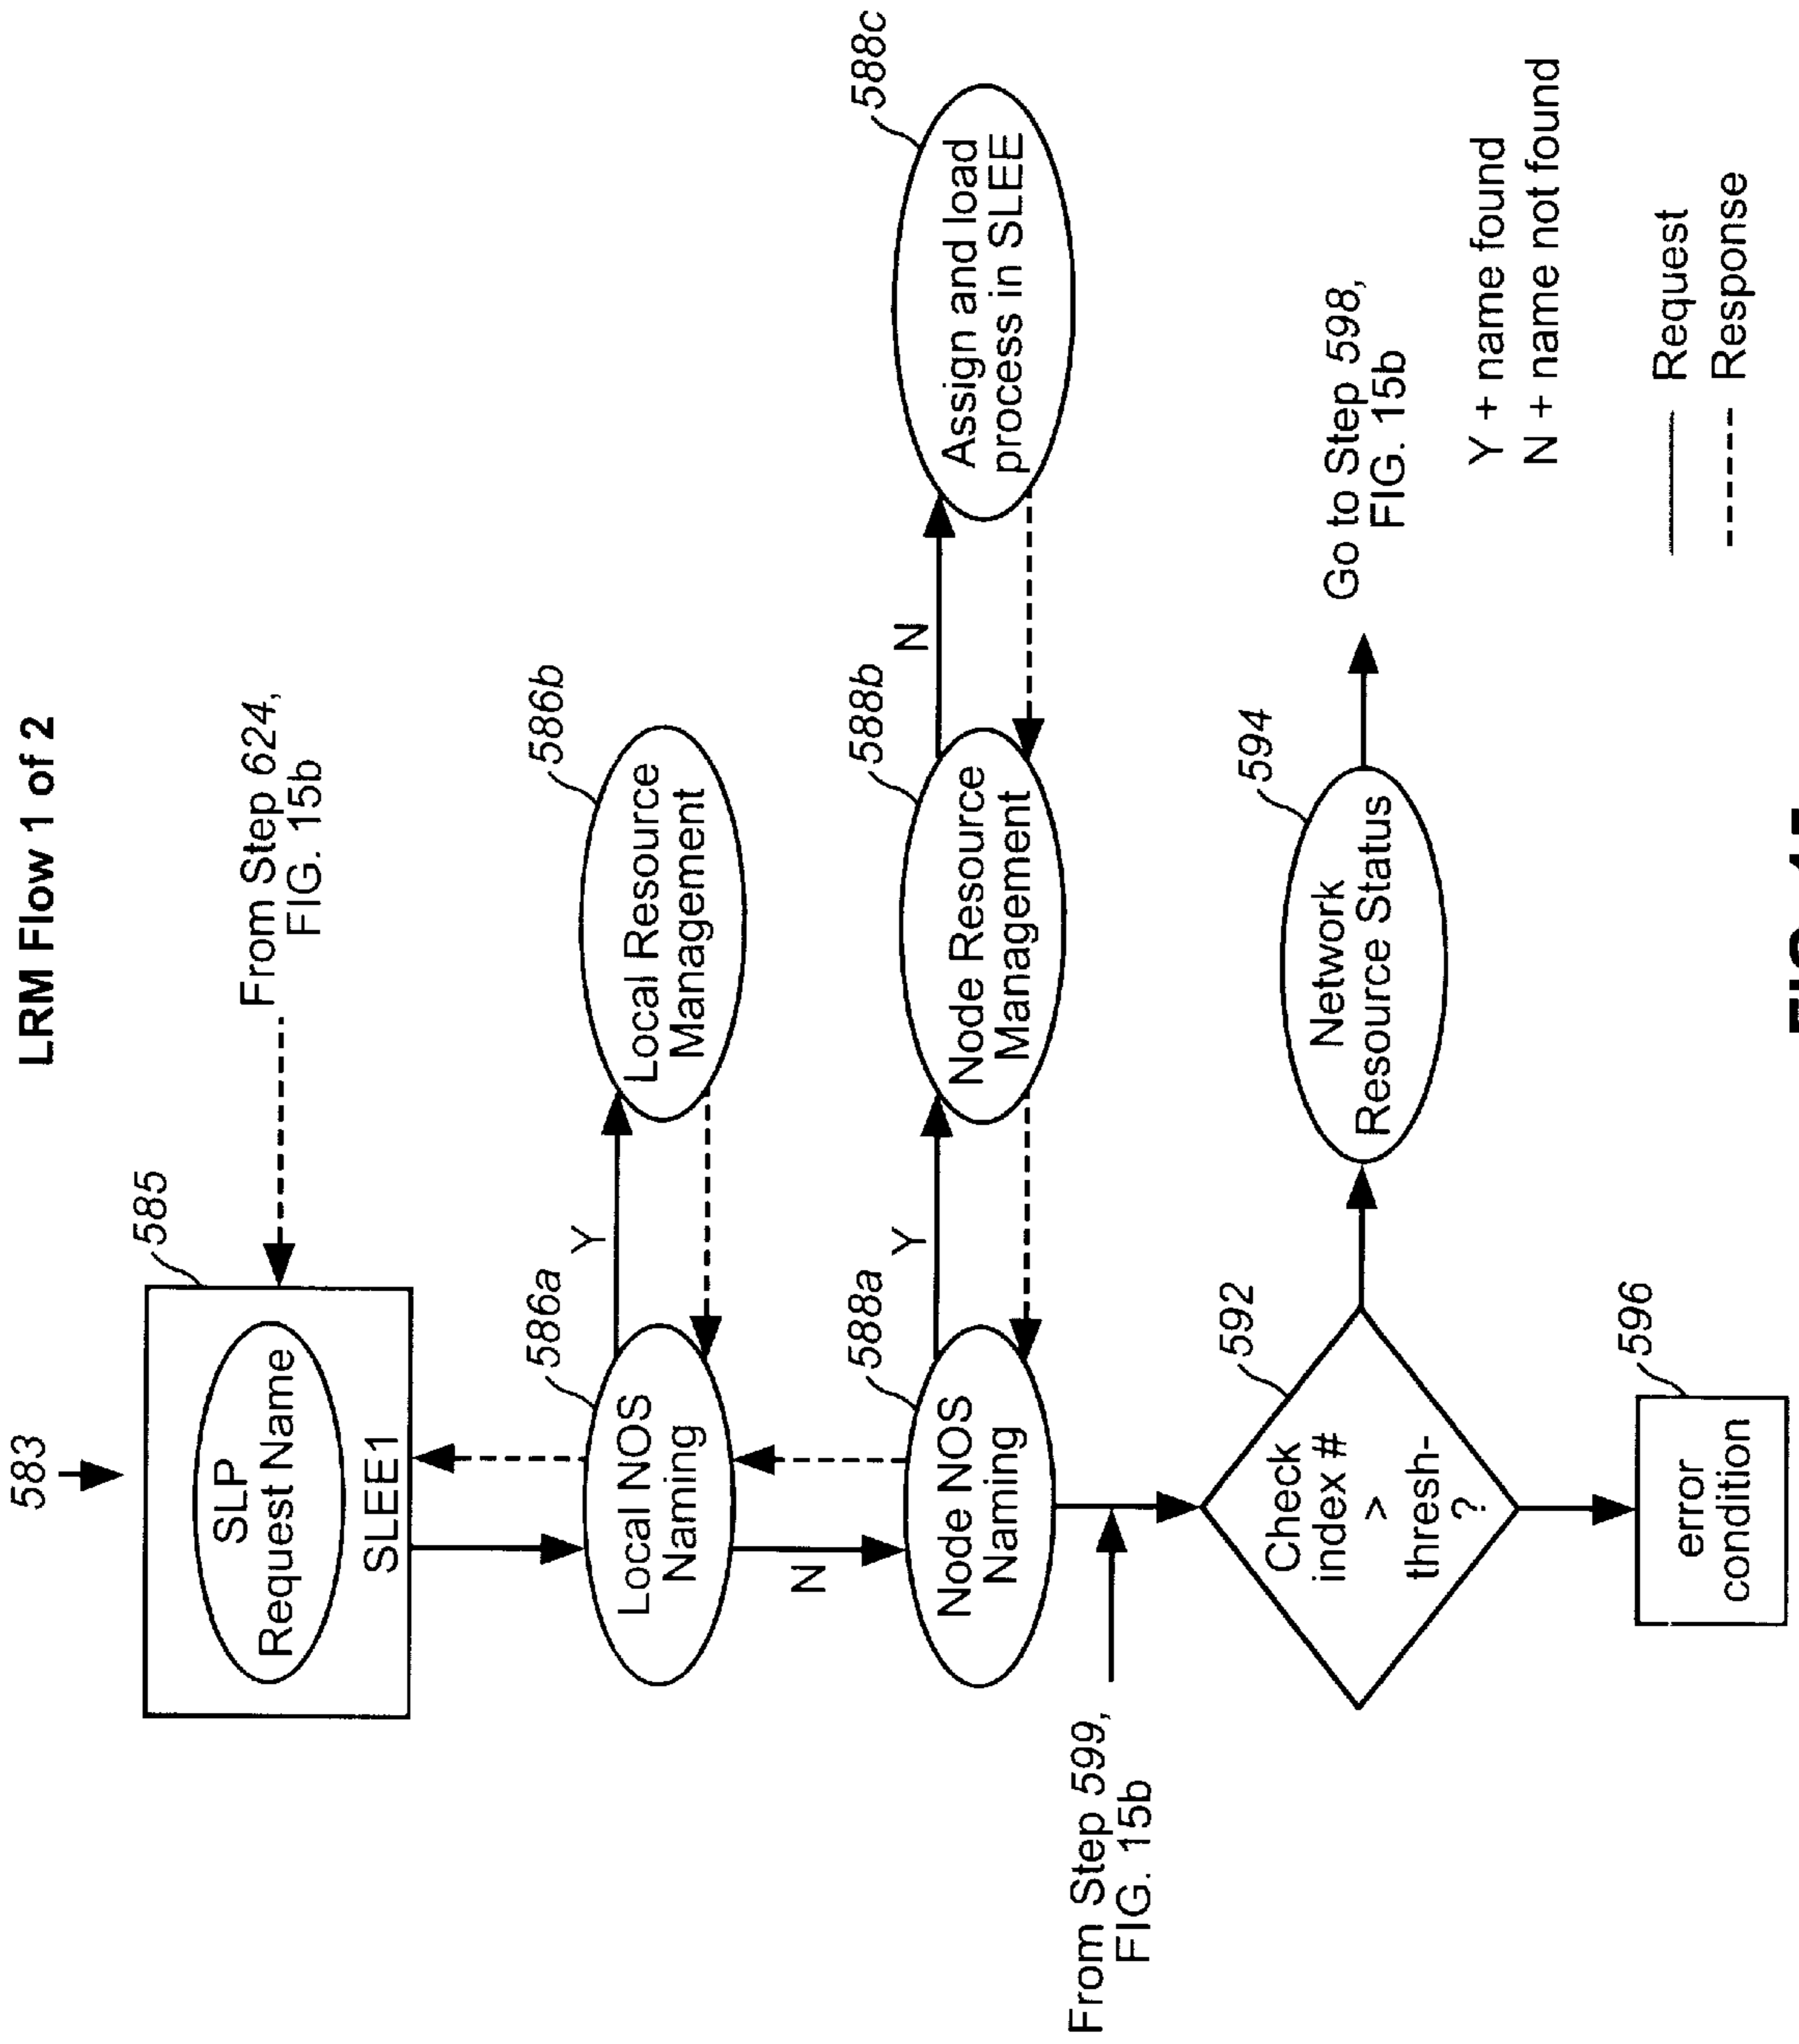 LRM Flow 1 of 2
583
585
SLP
Request Name
SLEE1
From Step 624,
FIG. 15b
586a
Local NOS
Naming
Y
586b
Local Resource
Management
N
588a
Node NOS
Naming
Y
588b
Node Resource
Management
N
588c
Assign and load
process in SLEE
From Step 599,
FIG. 15b
592
Check
index #
>
thresh-
?
594
Network
Resource Status
Go to Step 598,
FIG. 15b
596
error
condition
Y + name found
N + name not found
Request
Response